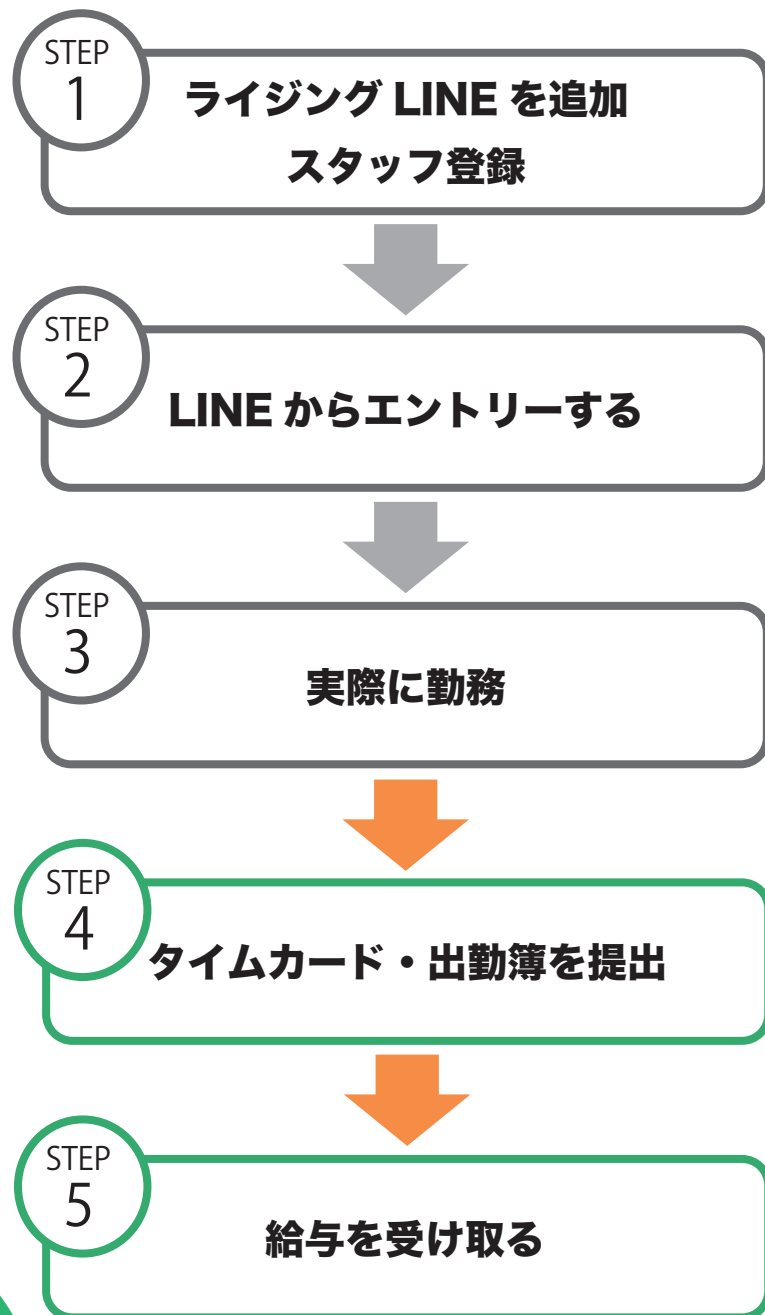 STEP
1
ライジング LINE を追加
スタッフ登録
STEP
2
LINE からエントリーする
STEP
3
実際に勤務
STEP
4
タイムカード・出勤簿を提出
STEP
5
給与を受け取る